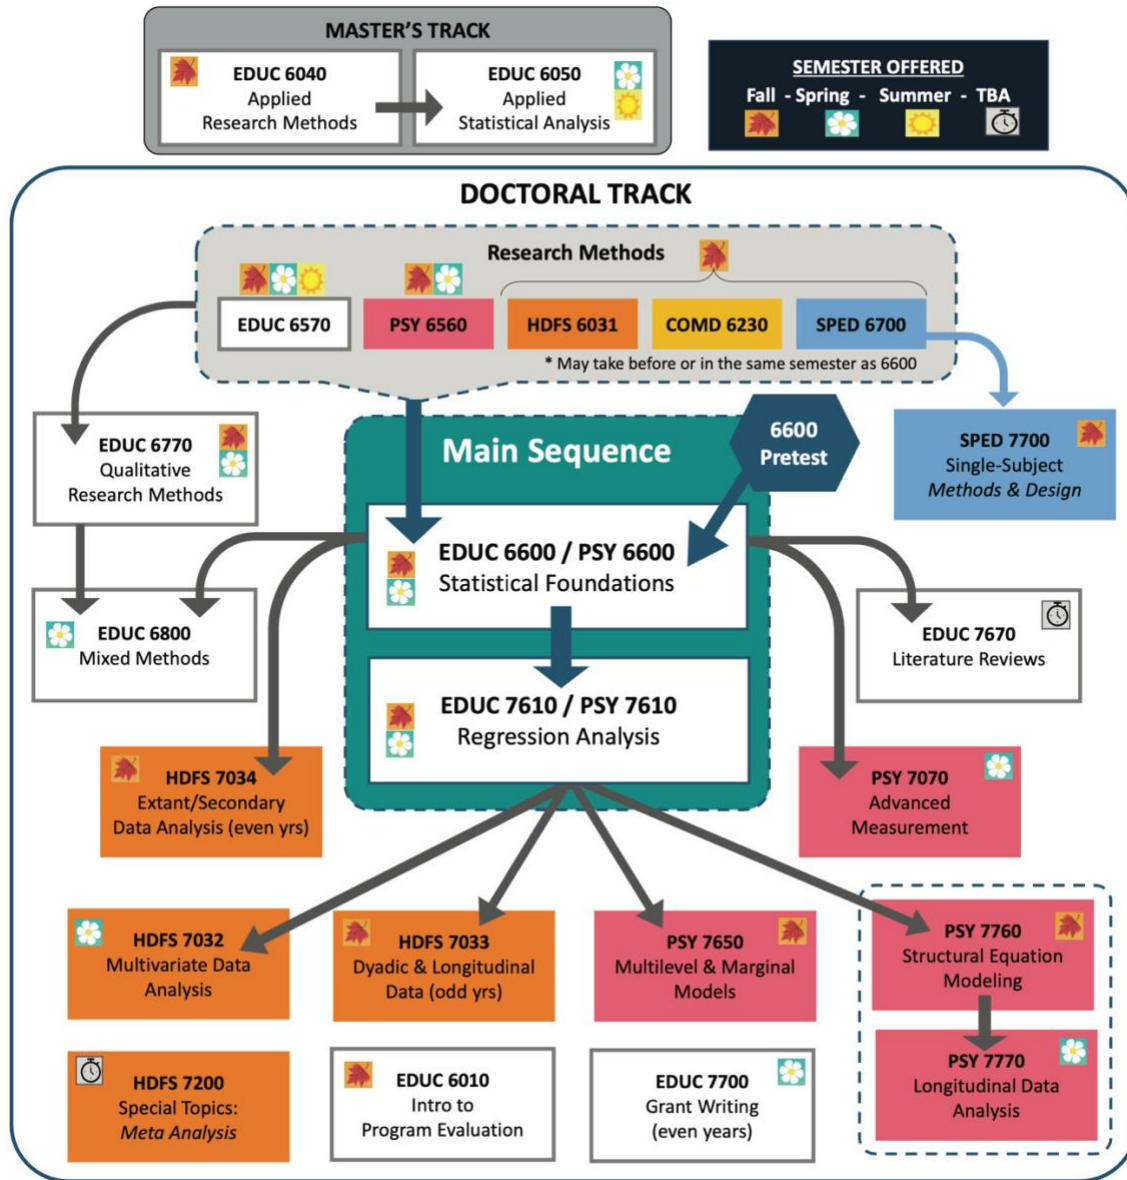 MASTER'S TRACK
EDUC 6040
Applied
Research Methods
EDUC 6050
Applied
Statistical Analysis
SEMESTER OFFERED
Fall - Spring - Summer - TBA
DOCTORAL TRACK
Research Methods
EDUC 6570
PSY 6560
HDFS 6031
COMD 6230
SPED 6700
* May take before or in the same semester as 6600
EDUC 6770
Qualitative
Research Methods
Main Sequence
6600
Pretest
SPED 7700
Single-Subject
Methods & Design
EDUC 6600 / PSY 6600
Statistical Foundations
EDUC 6800
Mixed Methods
EDUC 7670
Literature Reviews
EDUC 7610 / PSY 7610
Regression Analysis
HDFS 7034
Extant/Secondary
Data Analysis (even yrs)
PSY 7070
Advanced
Measurement
HDFS 7032
Multivariate Data
Analysis
HDFS 7033
Dyadic & Longitudinal
Data (odd yrs)
PSY 7650
Multilevel & Marginal
Models
PSY 7760
Structural Equation
Modeling
HDFS 7200
Special Topics:
Meta Analysis
EDUC 6010
Intro to
Program Evaluation
EDUC 7700
Grant Writing
(even years)
PSY 7770
Longitudinal Data
Analysis